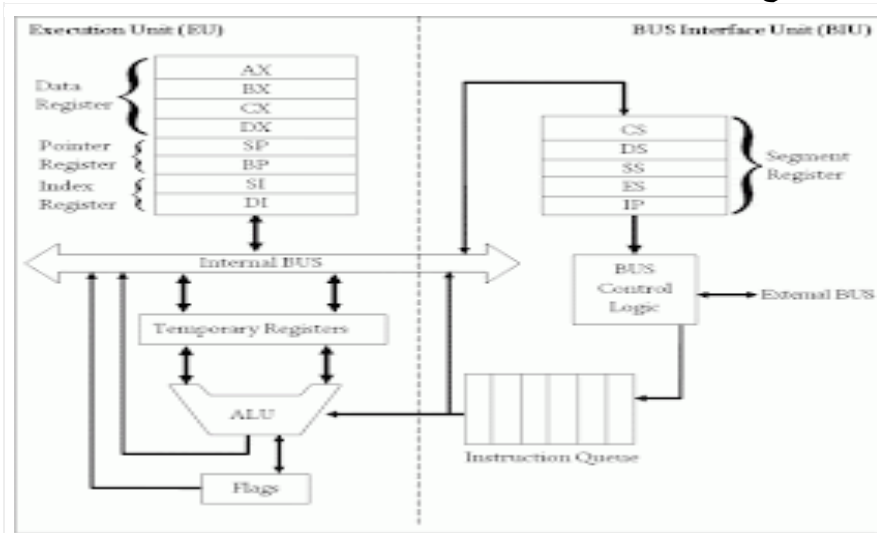 Execution Unit (EU)
BUS Interface Unit (BIU)
Data
Register
AX
BX
CX
DX
Pointer
Register
SP
BP
Index
Register
SI
DI
CS
DS
SS
ES
IP
Segment
Register
Internal BUS
BUS
Control
Logic
External BUS
Temporary Registers
ALU
Instruction Queue
Flags